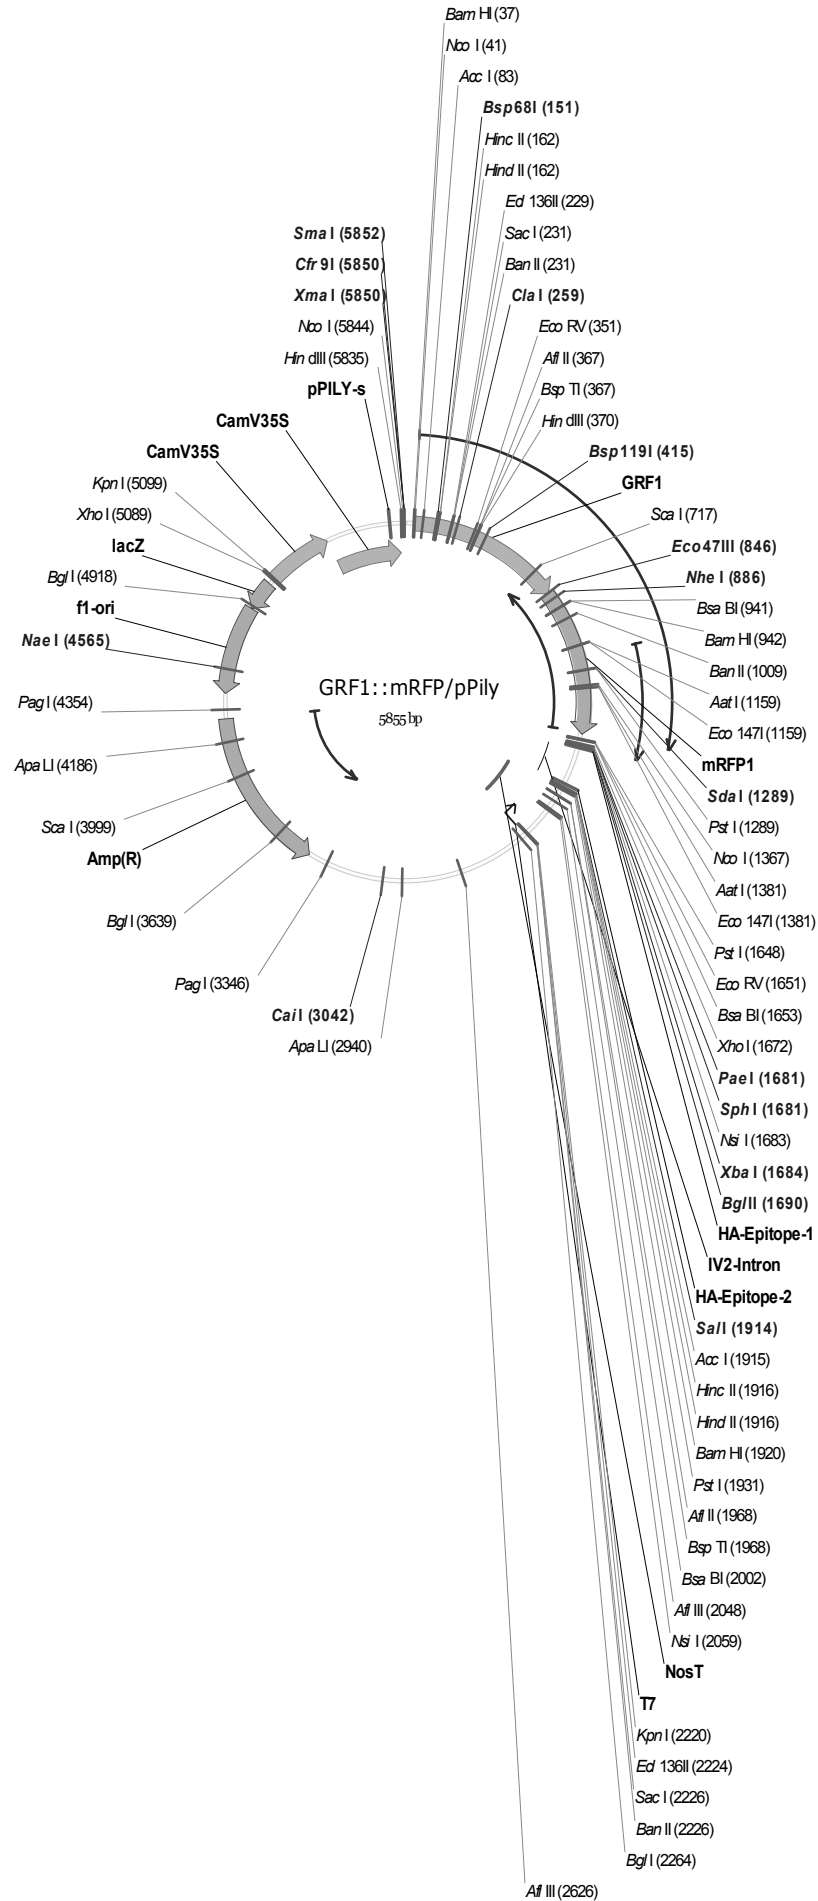 Bam HI (37)
Nco I (41)
Acc I (83)
Bsp68I (151)
Hinc II (162)
Hind II (162)
Ecl 136II (229)
Sac I (231)
Ban II (231)
Cla I (259)
Eco RV (351)
Afl II (367)
Bsp TI (367)
Hin dIII (370)
Bsp119I (415)
GRF1
Sca I (717)
Eco47III (846)
Nhe I (886)
Bsa BI (941)
Bam HI (942)
Ban II (1009)
Aat I (1159)
Eco 147I (1159)
mRFP1
Sda I (1289)
Pst I (1289)
Nco I (1367)
Aat I (1381)
Eco 147I (1381)
Pst I (1648)
Eco RV (1651)
Bsa BI (1653)
Xho I (1672)
Pae I (1681)
Sph I (1681)
Nsi I (1683)
Xba I (1684)
Bgl II (1690)
HA-Epitope-1
IV2-Intron
HA-Epitope-2
Sal I (1914)
Acc I (1915)
Hinc II (1916)
Hind II (1916)
Bam HI (1920)
Pst I (1931)
Afl II (1968)
Bsp TI (1968)
Bsa BI (2002)
Afl III (2048)
Nsi I (2059)
NosT
T7
Kpn I (2220)
Ecl 136II (2224)
Sac I (2226)
Ban II (2226)
Bgl I (2264)
Afl III (2626)
Apa LI (2940)
Cai I (3042)
Pag I (3346)
Bgl I (3639)
Amp(R)
Sca I (3999)
Apa LI (4186)
Pag I (4354)
Nae I (4565)
f1-ori
Bgl I (4918)
lacZ
Xho I (5089)
Kpn I (5099)
CamV35S
CamV35S
pPILY-s
Hin dIII (5835)
Nco I (5844)
Xma I (5850)
Cfr 9I (5850)
Sma I (5852)
GRF1::mRFP/pPily
5855 bp